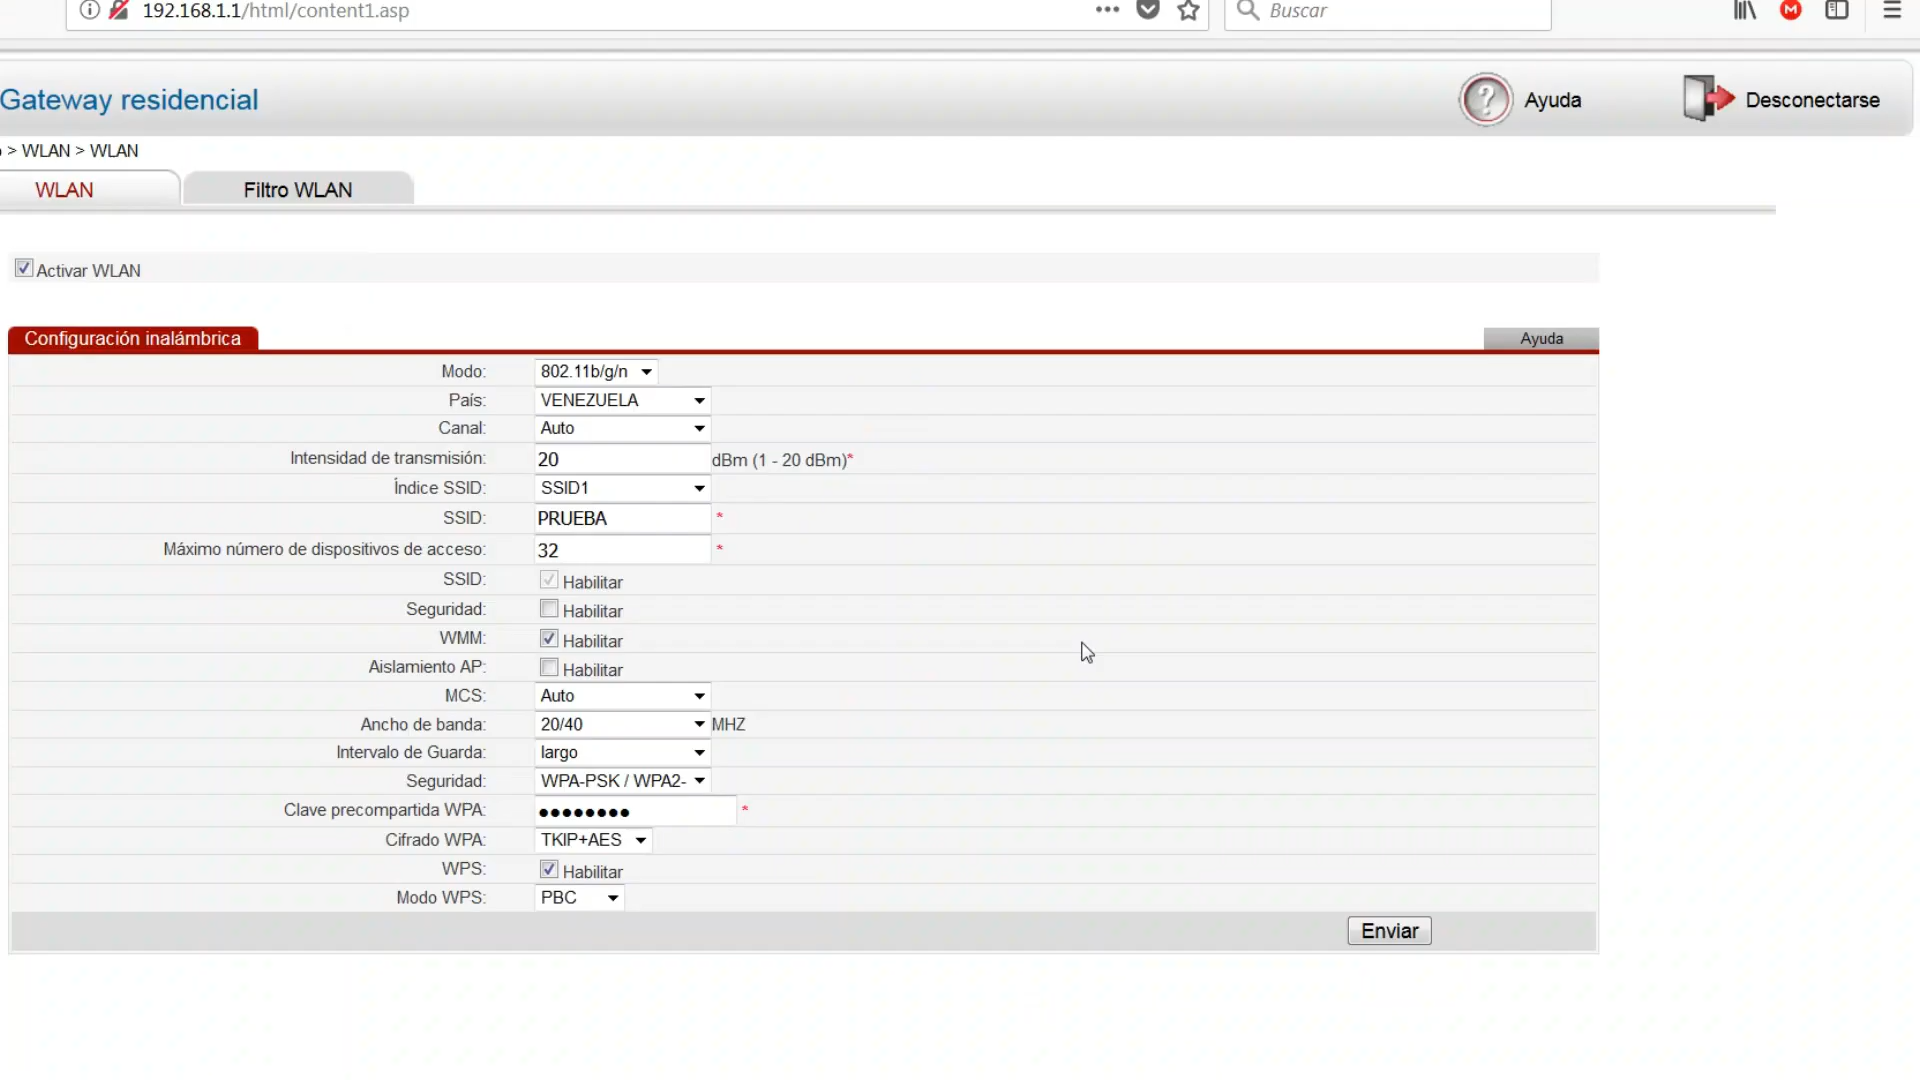 192.168.1.1/html/content1.asp
Buscar
Gateway residencial
Ayuda
Desconectarse
> WLAN > WLAN
WLAN
Filtro WLAN
Activar WLAN
Configuración inalámbrica
Ayuda
Modo: 802.11b/g/n
País: VENEZUELA
Canal: Auto
Intensidad de transmisión: 20 dBm (1 - 20 dBm)*
Índice SSID: SSID1
SSID: PRUEBA *
Máximo número de dispositivos de acceso: 32 *
SSID: Habilitar
Seguridad: Habilitar
WMM: Habilitar
Aislamiento AP: Habilitar
MCS: Auto
Ancho de banda: 20/40 MHZ
Intervalo de Guarda: largo
Seguridad: WPA-PSK / WPA2-
Clave precompartida WPA: ●●●●●●●● *
Cifrado WPA: TKIP+AES
WPS: Habilitar
Modo WPS: PBC
Enviar